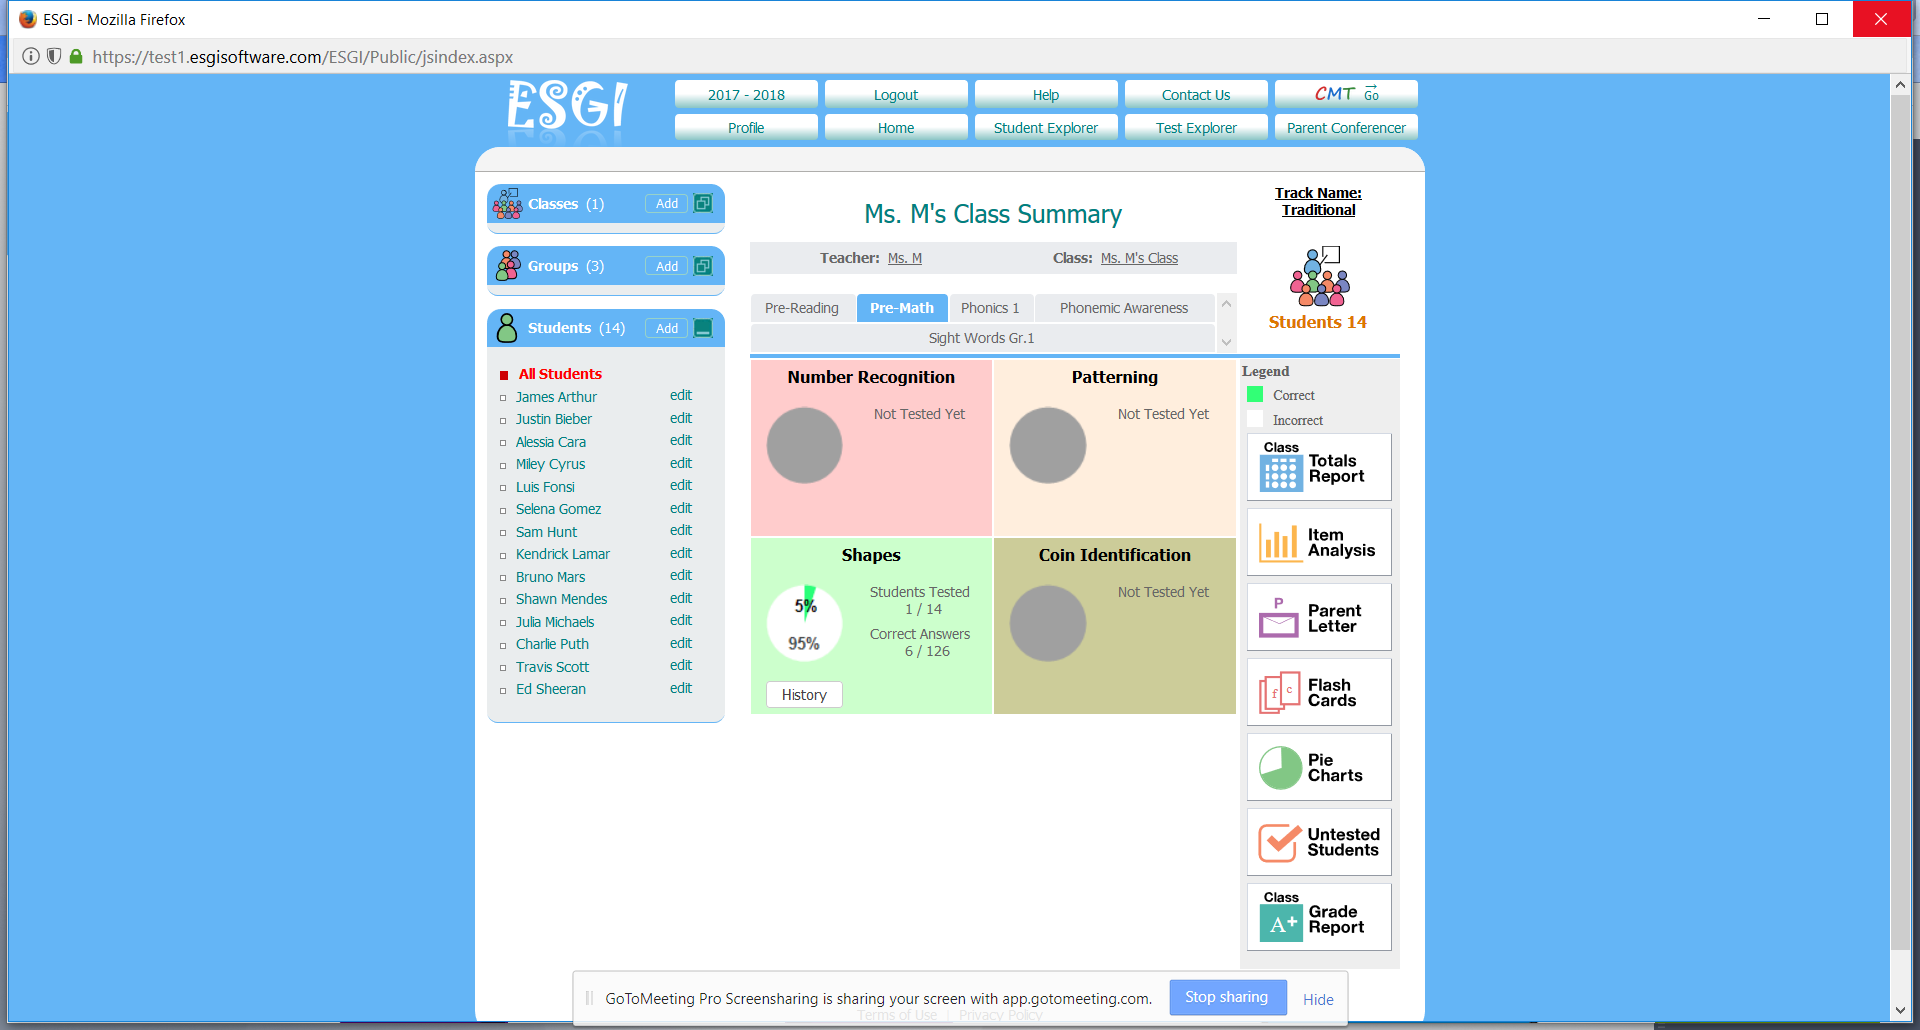 ESGI - Mozilla Firefox
https://test1.esgisoftware.com/ESGI/Public/jsindex.aspx
ESGI
2017 - 2018
Logout
Help
Contact Us
CMT Go
Profile
Home
Student Explorer
Test Explorer
Parent Conferencer
Classes (1) Add
Groups (3) Add
Students (14) Add
All Students
James Arthur edit
Justin Bieber edit
Alessia Cara edit
Miley Cyrus edit
Luis Fonsi edit
Selena Gomez edit
Sam Hunt edit
Kendrick Lamar edit
Bruno Mars edit
Shawn Mendes edit
Julia Michaels edit
Charlie Puth edit
Travis Scott edit
Ed Sheeran edit
Ms. M's Class Summary
Teacher: Ms. M Class: Ms. M's Class
Pre-Reading
Pre-Math
Phonics 1
Phonemic Awareness
Sight Words Gr.1
Number Recognition
Not Tested Yet
Patterning
Not Tested Yet
Shapes
5%
95%
Students Tested
1 / 14
Correct Answers
6 / 126
History
Coin Identification
Not Tested Yet
Track Name:
Traditional
Students 14
Legend
Correct
Incorrect
Class
Totals
Report
Item
Analysis
P
Parent
Letter
f c
Flash
Cards
Pie
Charts
Untested
Students
Class
A+
Grade
Report
GoToMeeting Pro Screensharing is sharing your screen with app.gotomeeting.com.
Stop sharing
Hide
Terms of Use | Privacy Policy